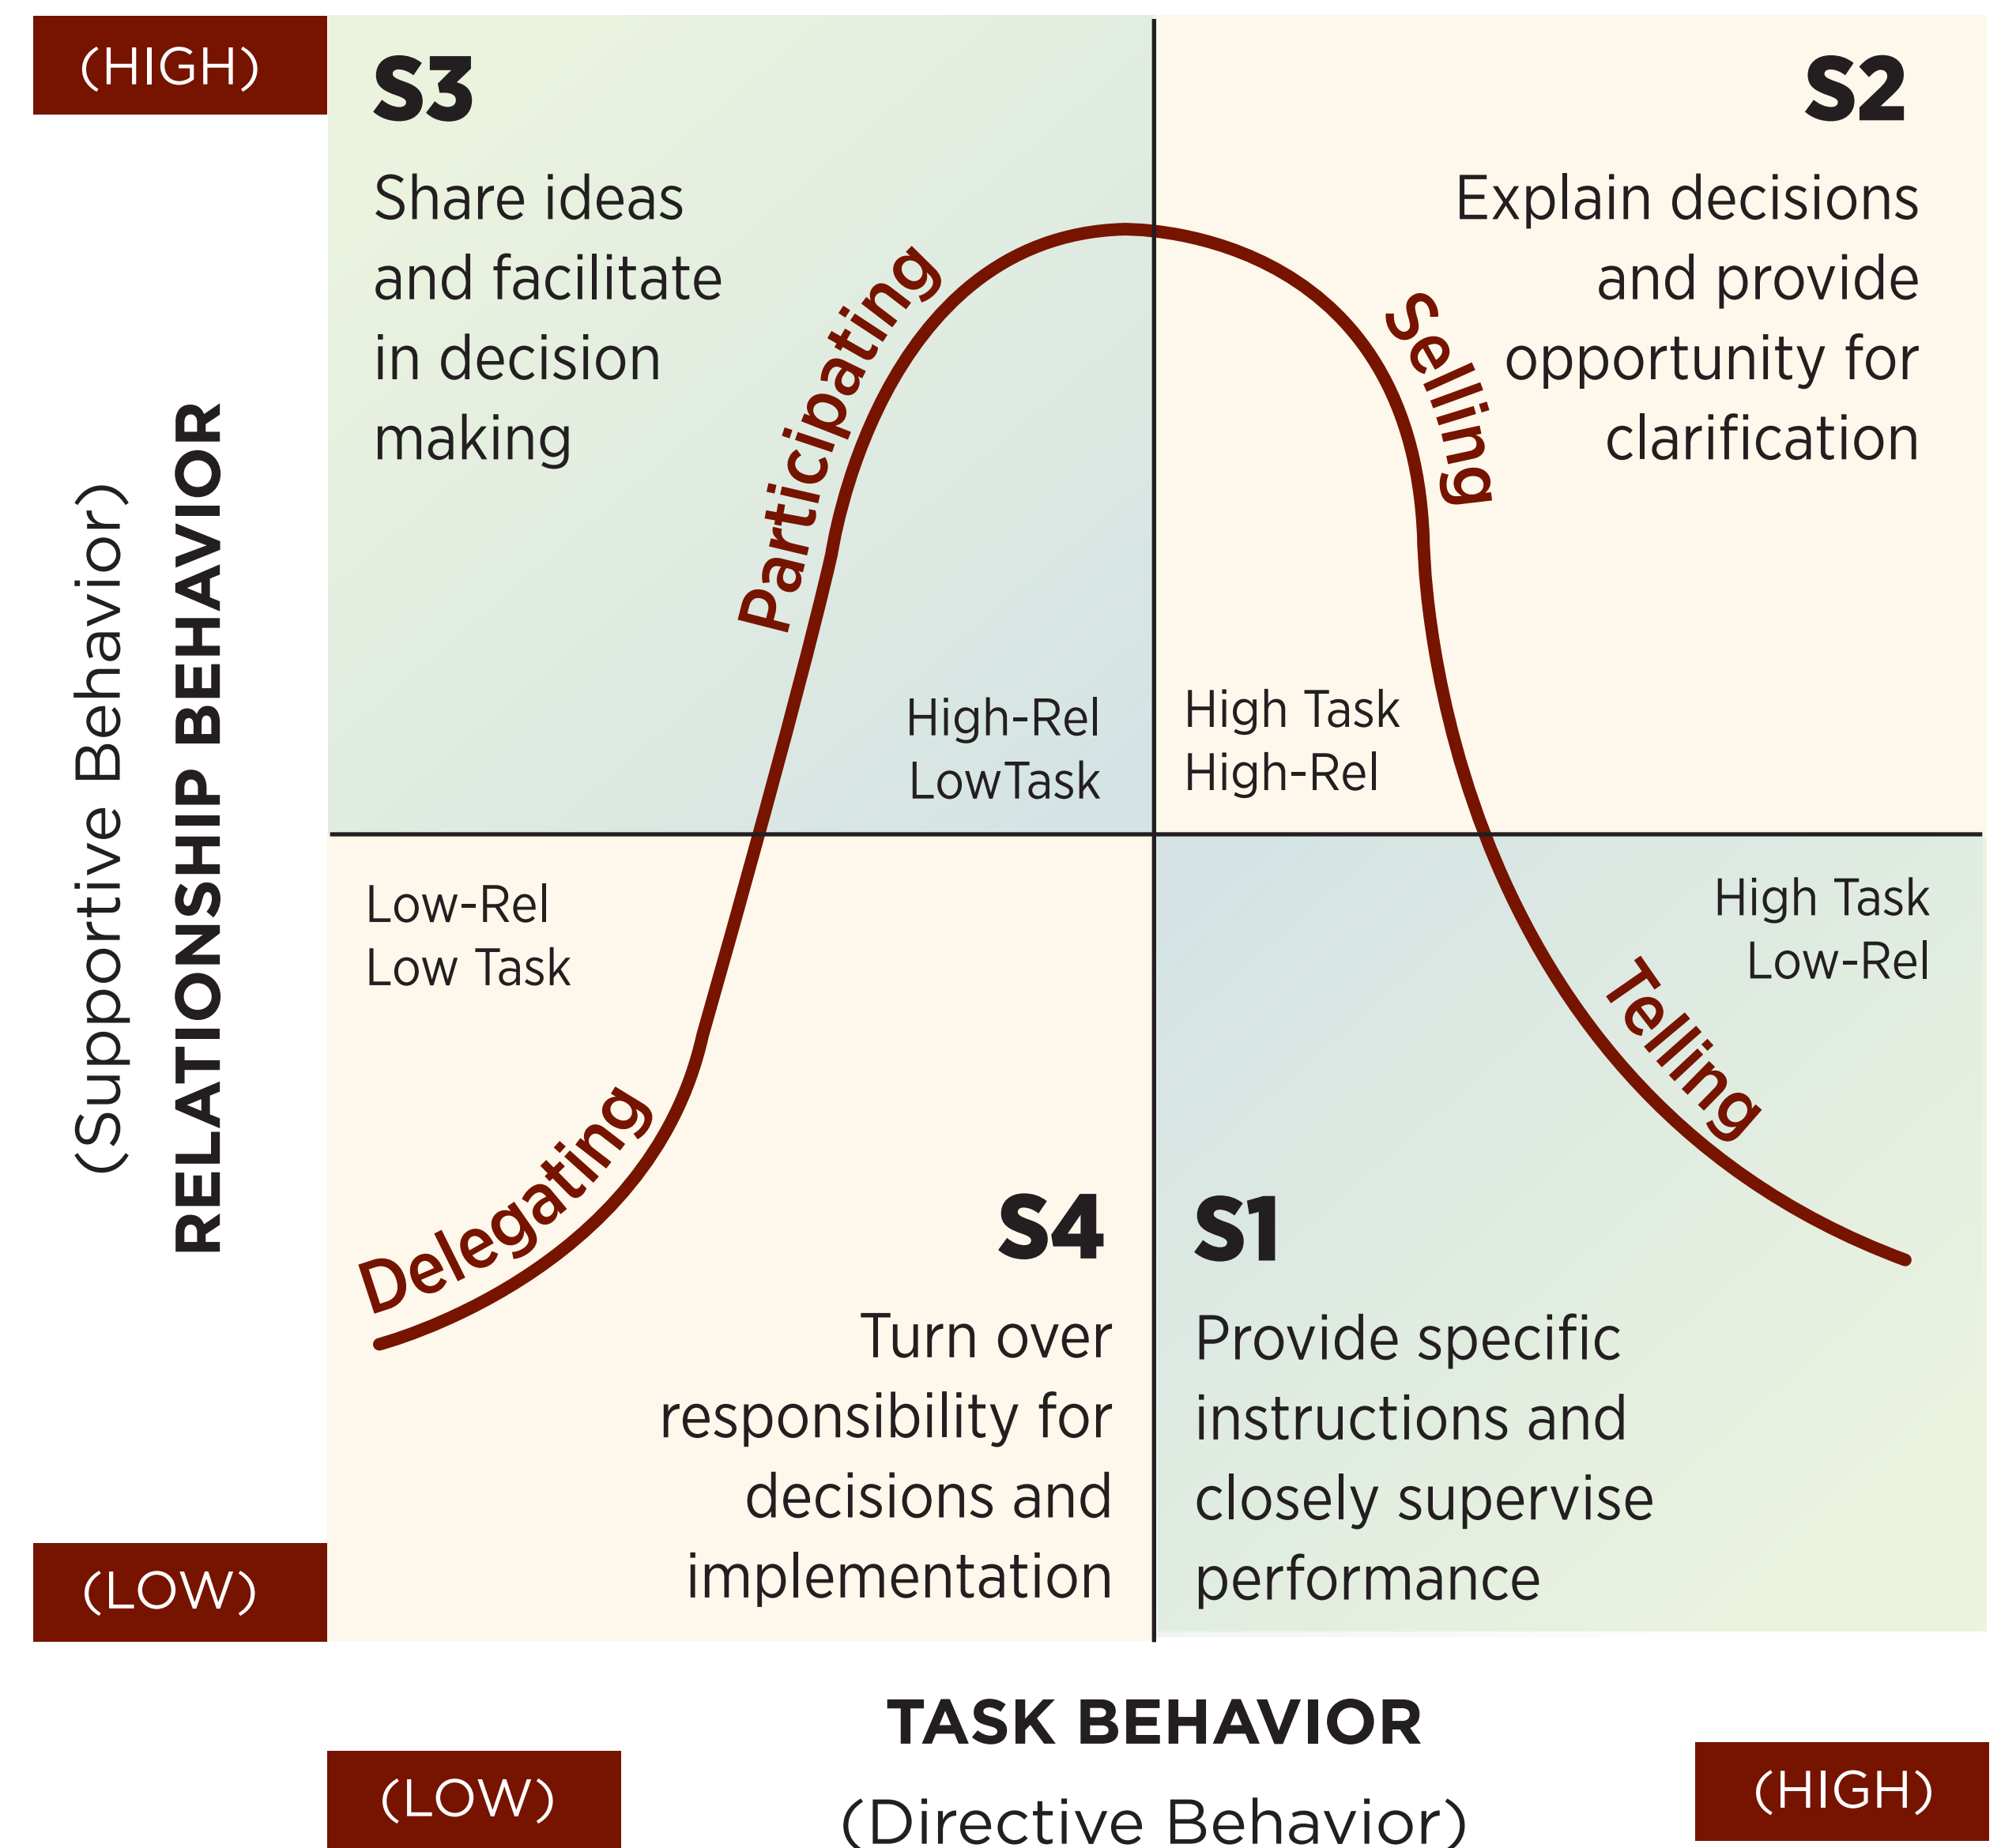 (HIGH)
S3
Share ideas
and facilitate
in decision
making
Participating
High-Rel
LowTask
S2
Explain decisions
and provide
opportunity for
clarification
Selling
High Task
High-Rel
(Supportive Behavior)
RELATIONSHIP BEHAVIOR
Low-Rel
Low Task
Delegating
S4
Turn over
responsibility for
decisions and
implementation
High Task
Low-Rel
Telling
S1
Provide specific
instructions and
closely supervise
performance
(LOW)
TASK BEHAVIOR
(LOW)
(Directive Behavior)
(HIGH)